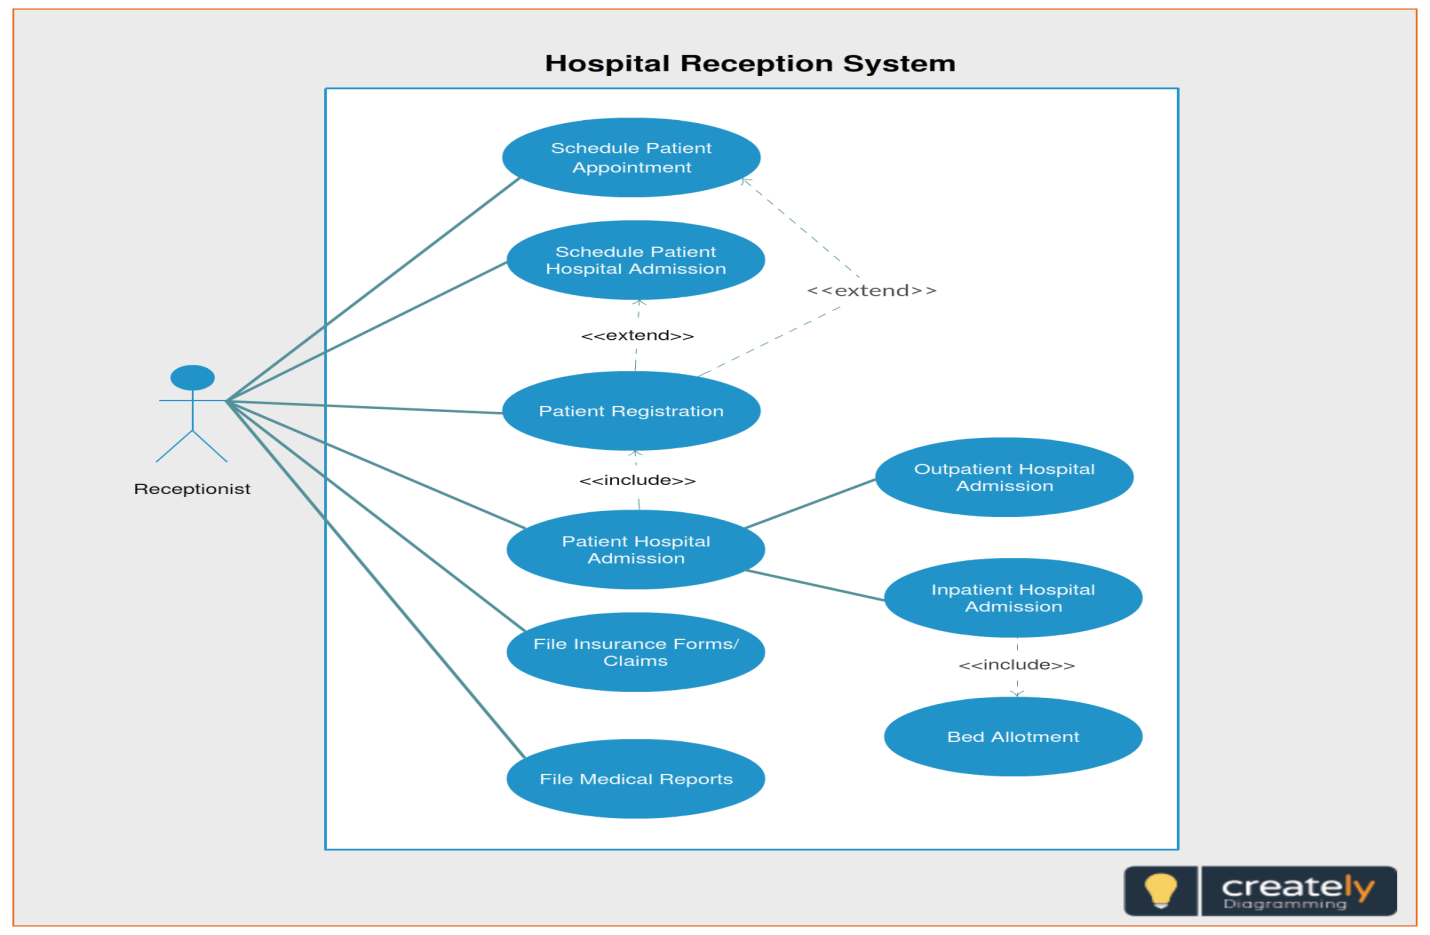 Hospital Reception System
Schedule Patient
Appointment
Schedule Patient
Hospital Admission
<<extend>>
<<extend>>
Patient Registration
<<include>>
Receptionist
Outpatient Hospital
Admission
Patient Hospital
Admission
Inpatient Hospital
Admission
File Insurance Forms/
Claims
<<include>>
Bed Allotment
File Medical Reports
creately
Diagramming